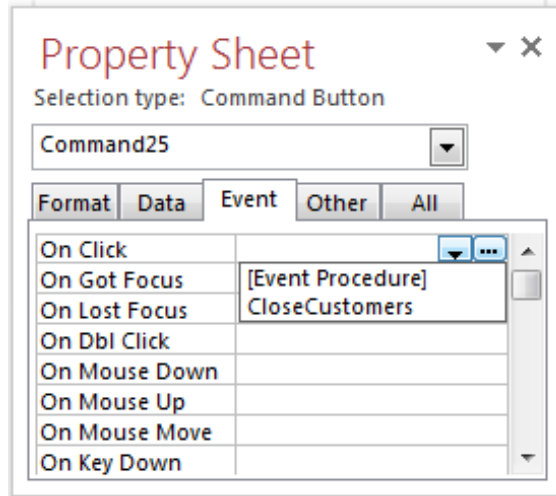 Property Sheet
Selection type: Command Button
Command25
Format Data Event Other All
On Click
On Got Focus [Event Procedure]
On Lost Focus CloseCustomers
On Dbl Click
On Mouse Down
On Mouse Up
On Mouse Move
On Key Down